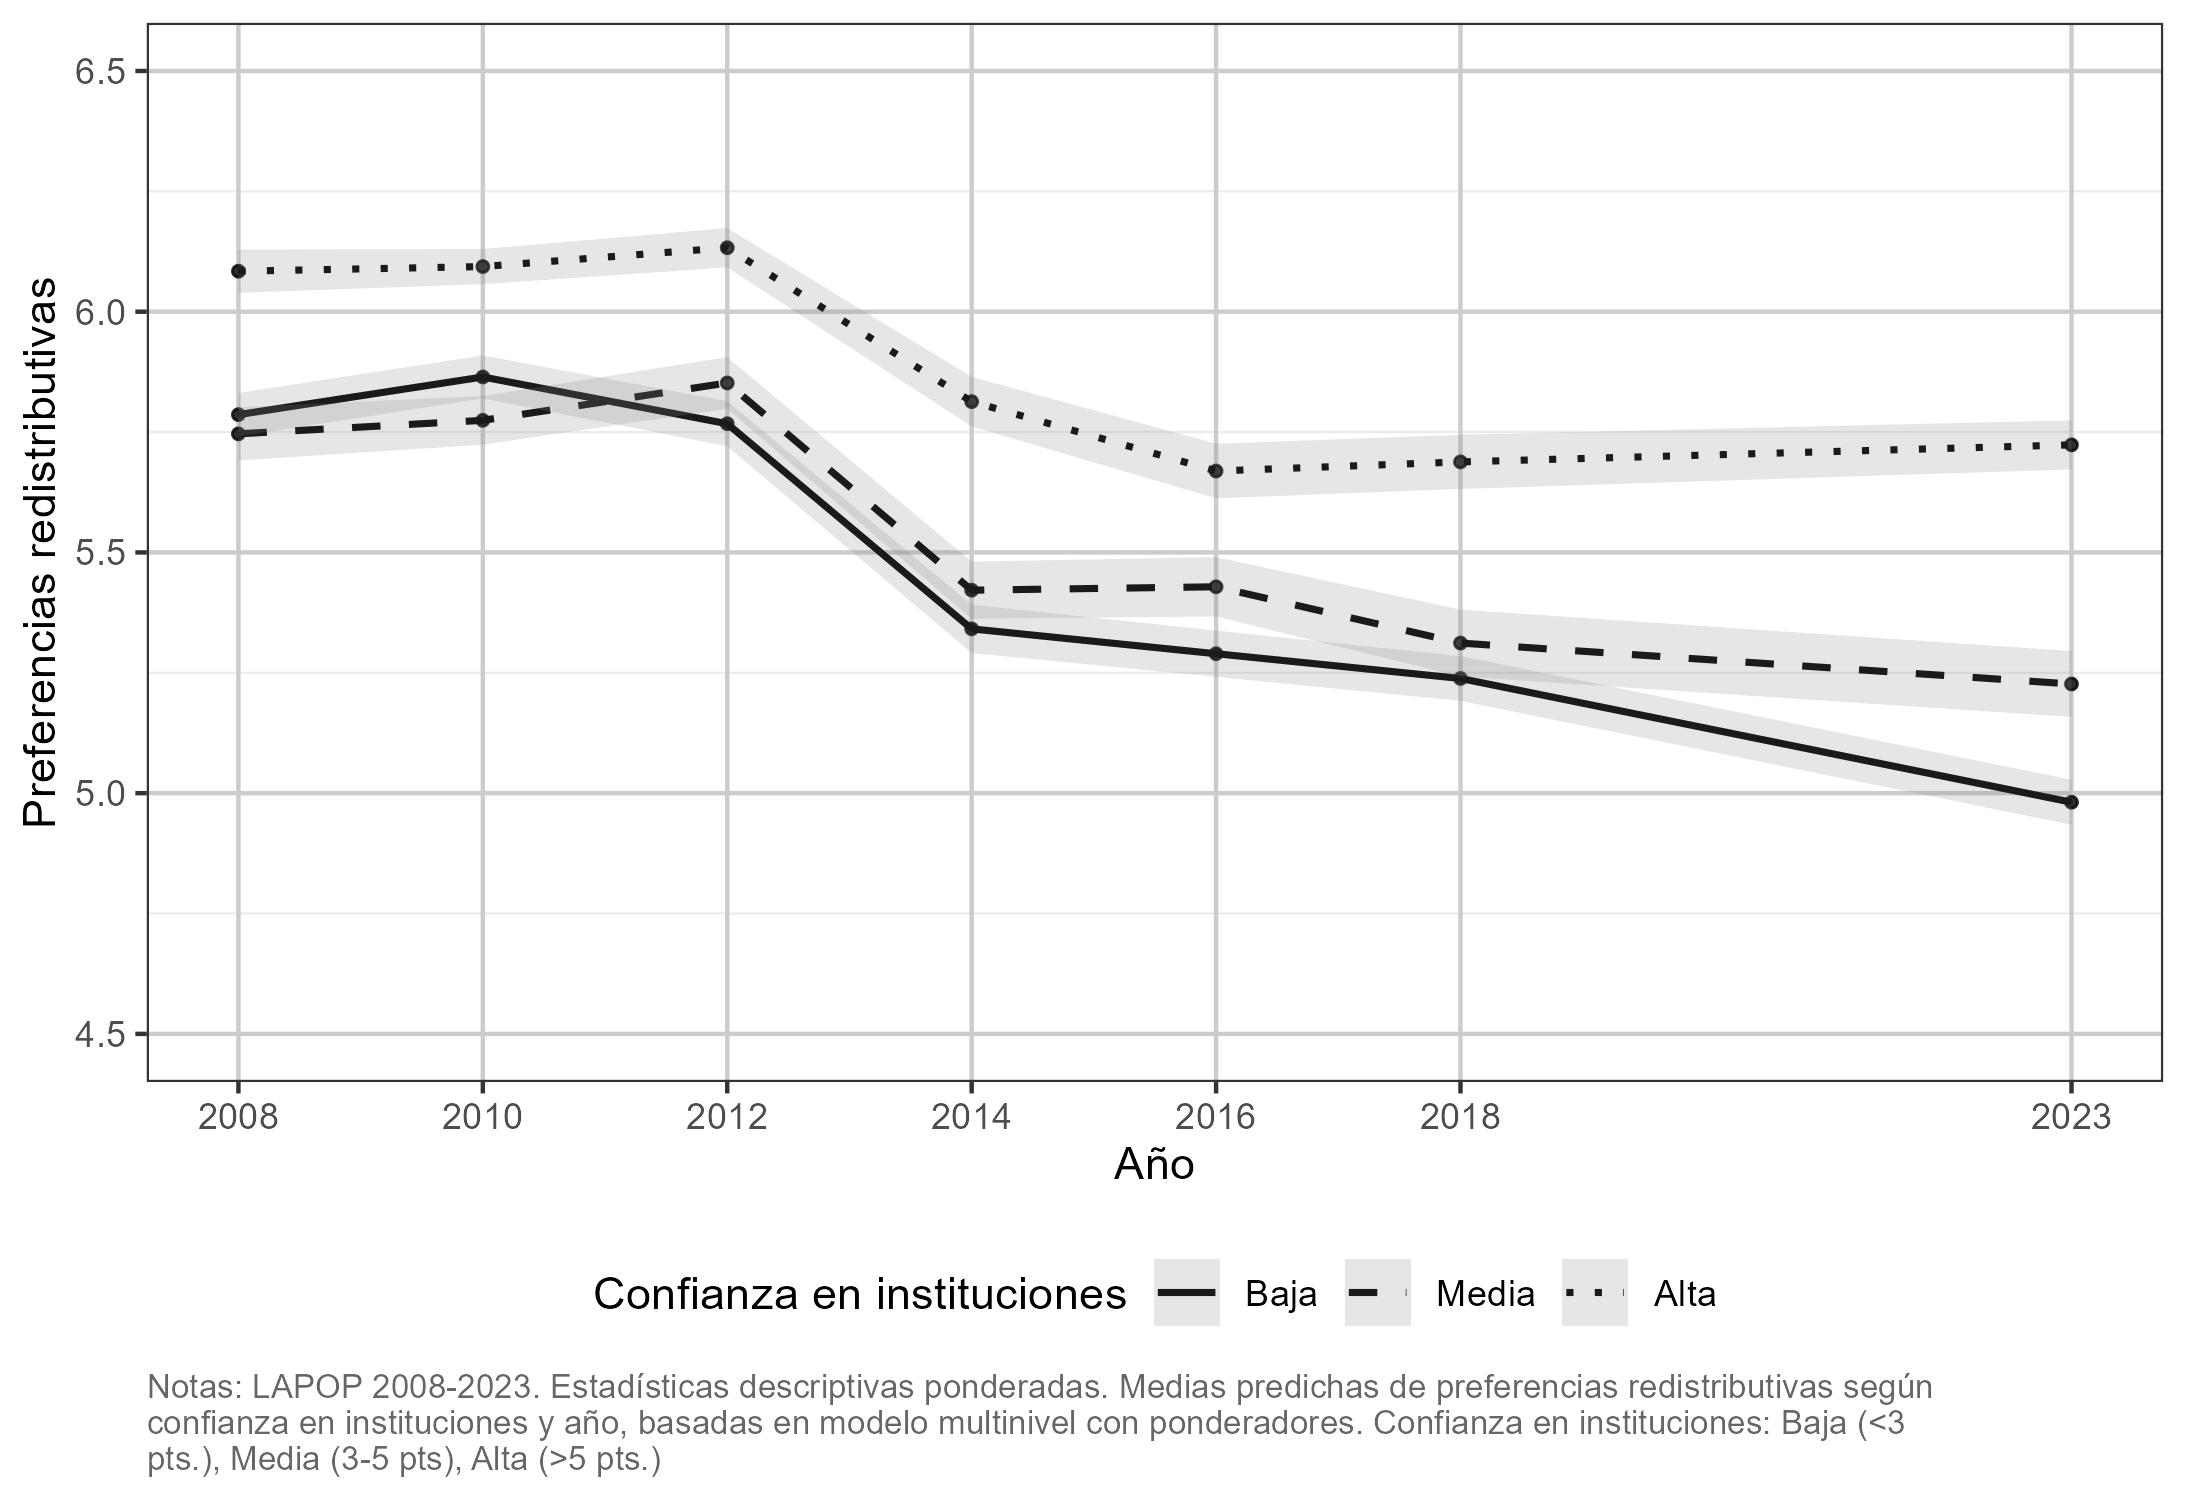 6.5
6.0
5.5
5.0
4.5
Preferencias redistributivas
2008 2010 2012 2014 2016 2018 2023
Año
Confianza en instituciones Baja Media Alta
Notas: LAPOP 2008-2023. Estadísticas descriptivas ponderadas. Medias predichas de preferencias redistributivas según
confianza en instituciones y año, basadas en modelo multinivel con ponderadores. Confianza en instituciones: Baja (<3
pts.), Media (3-5 pts), Alta (>5 pts.)